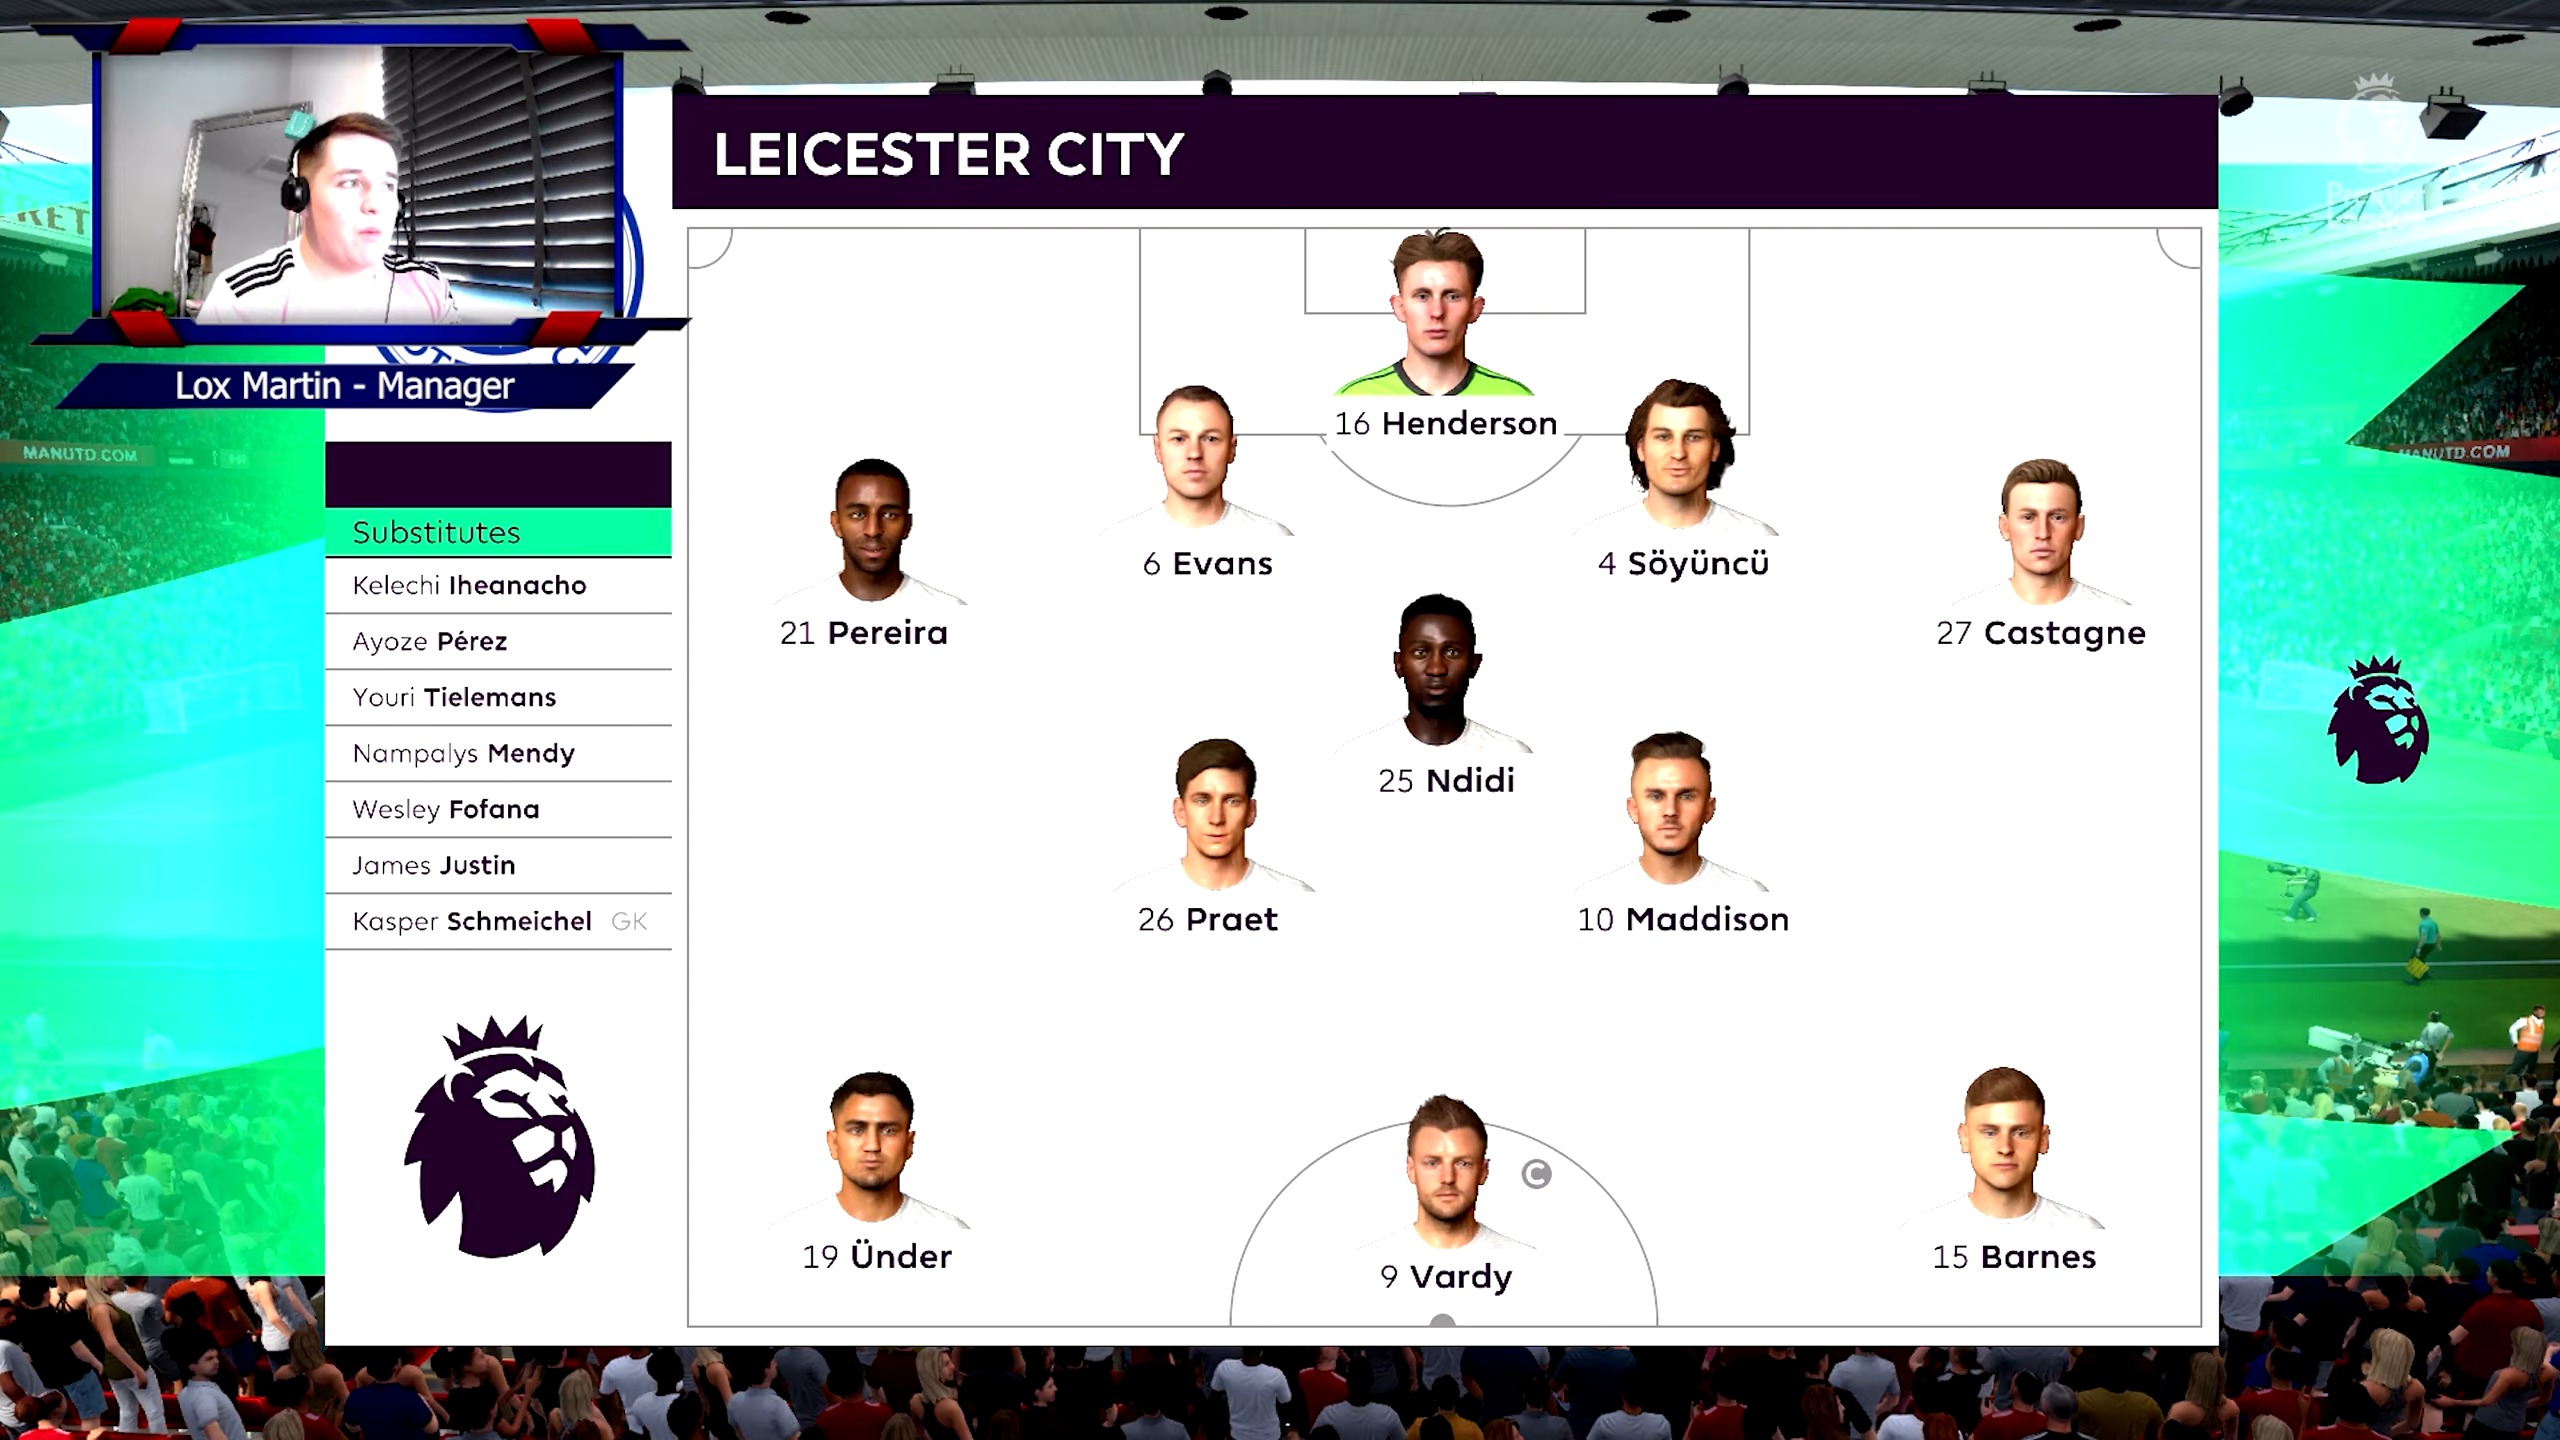 LEICESTER CITY
Lox Martin - Manager
MANUTD.COM
MANUTD.COM
Substitutes
Kelechi Iheanacho
Ayoze Pérez
Youri Tielemans
Nampalys Mendy
Wesley Fofana
James Justin
Kasper Schmeichel GK
16 Henderson
6 Evans
4 Söyüncü
21 Pereira
27 Castagne
25 Ndidi
26 Praet
10 Maddison
19 Ünder
C
9 Vardy
15 Barnes